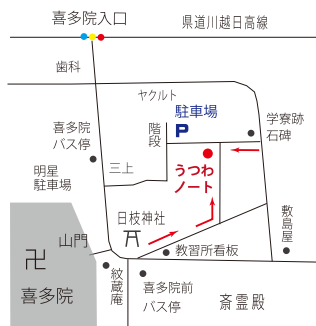 喜多院入口
県道川越日高線
歯科
ヤクルト
駐車場
P
学寮跡
石碑
階段
喜多院
バス停
三上
うつわ
ノート
明星
駐車場
日枝神社
敷島屋
山門
卍
喜多院
教習所看板
紋蔵庵
喜多院前
バス停
斎霊殿